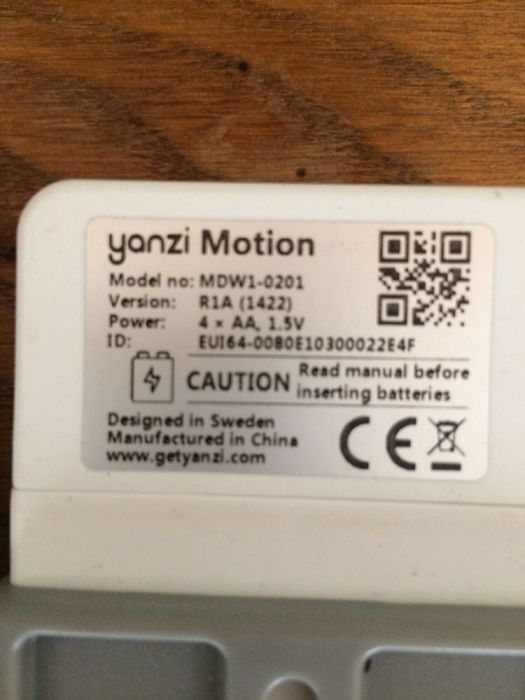 yanzi Motion
Model no: MDW1-0201
Version: R1A (1422)
Power: 4 × AA, 1.5V
ID: EUI64-0080E10300022E4F
CAUTION Read manual before
inserting batteries
Designed in Sweden
Manufactured in China
www.getyanzi.com
CE